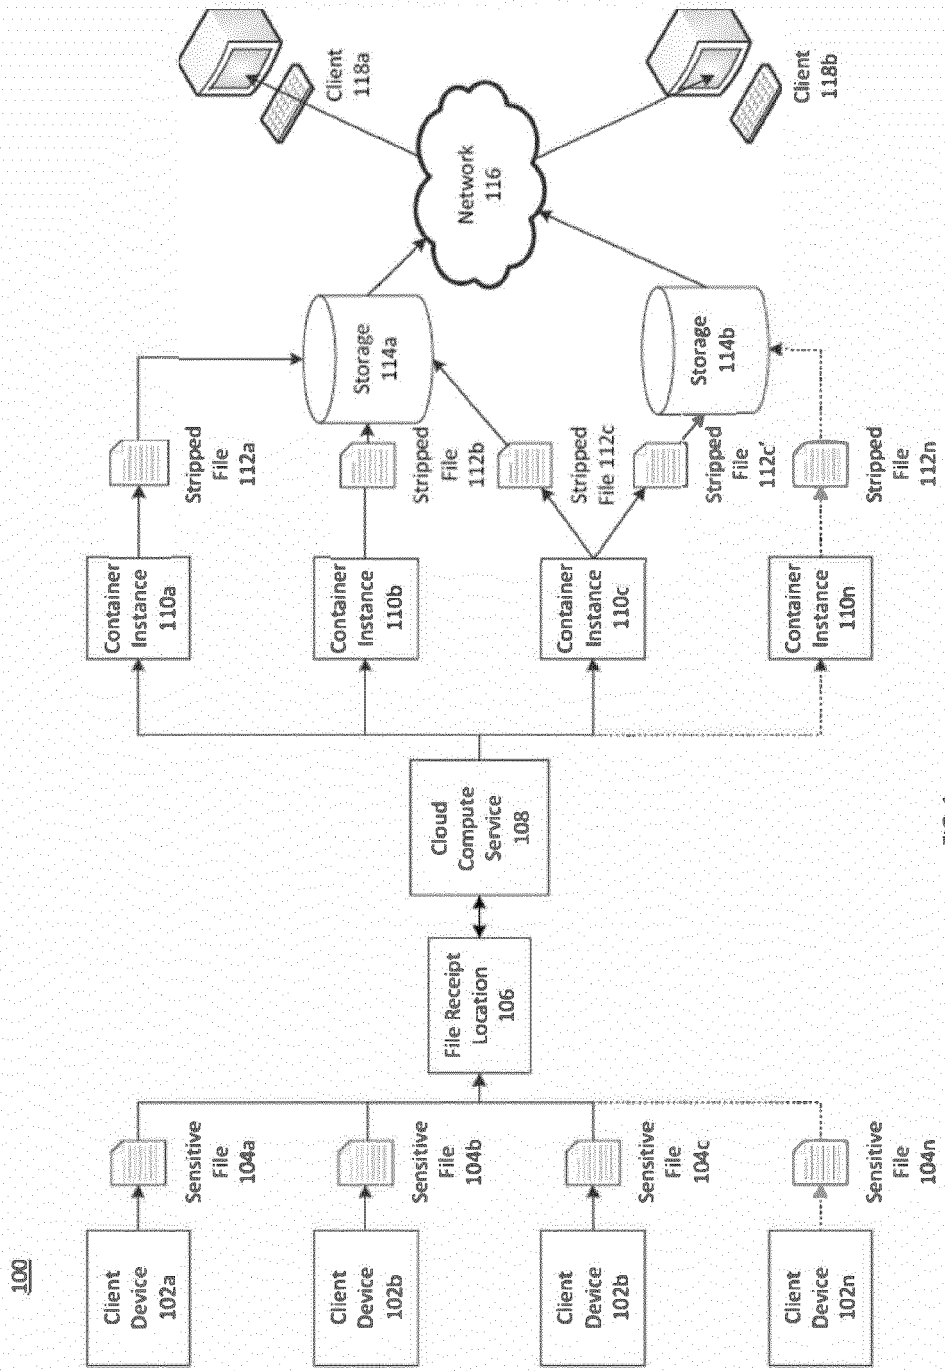 100
Client
Device
102a
Sensitive
File
104a
Client
Device
102b
Sensitive
File
104b
Client
Device
102b
Sensitive
File
104c
Client
Device
102n
Sensitive
File
104n
File Receipt
Location
106
Cloud
Compute
Service
108
Container
Instance
110a
Stripped
File
112a
Container
Instance
110b
Stripped
File
112b
Container
Instance
110c
Stripped
File 112c
Stripped
File
112c'
Container
Instance
110n
Stripped
File
112n
Storage
114a
Storage
114b
Network
116
Client
118a
Client
118b